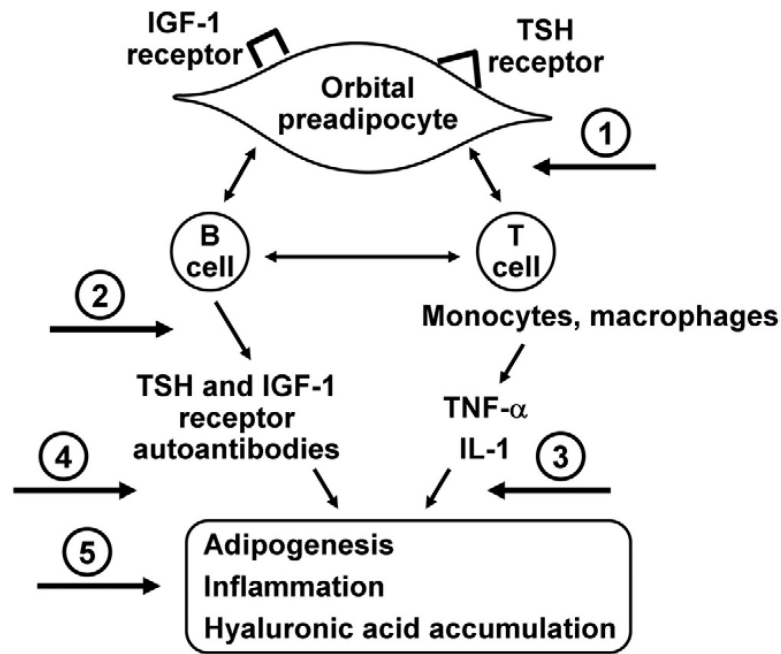 IGF-1
receptor
TSH
receptor
Orbital
preadipocyte
1
B
cell
T
cell
2
Monocytes, macrophages
TSH and IGF-1
receptor
autoantibodies
TNF-α
IL-1
3
4
5
Adipogenesis
Inflammation
Hyaluronic acid accumulation